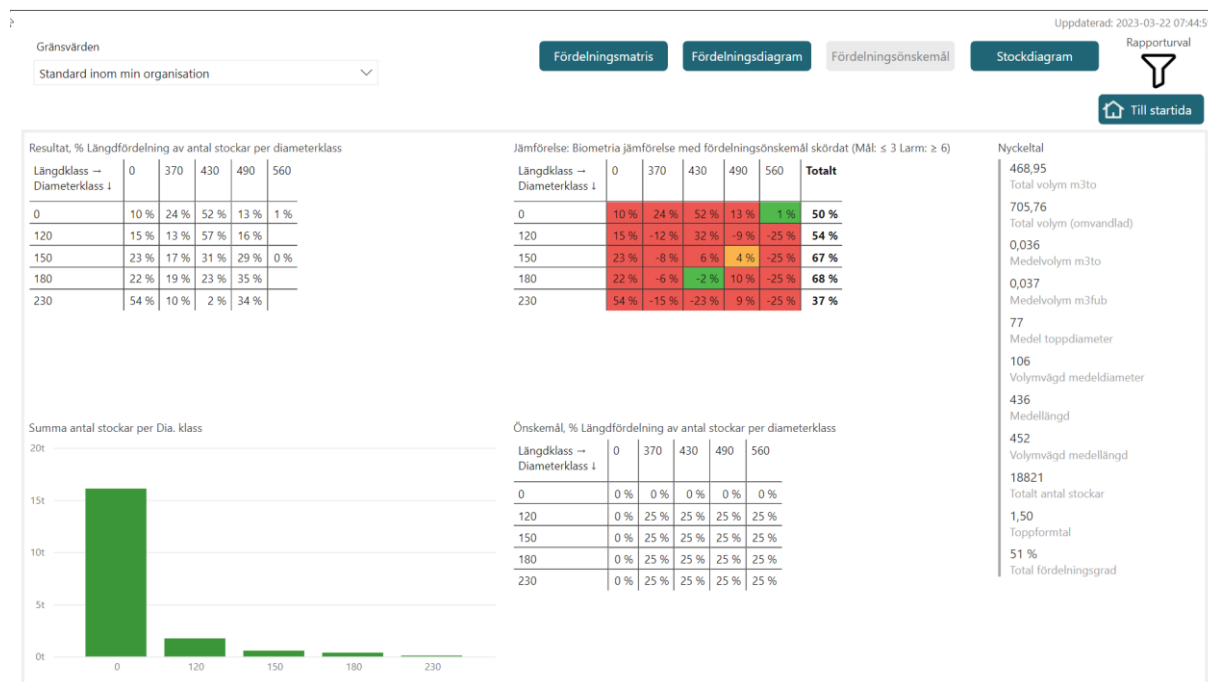 Uppdaterad: 2023-03-22 07:44:5
Gränsvärden
Standard inom min organisation
Fördelningsmatris
Fördelningsdiagram
Fördelningsönskemål
Stockdiagram
Rapporturval
Till startida
Resultat, % Längdfördelning av antal stockar per diameterklass
Längdklass → 0 370 430 490 560
Diameterklass ↓
0 10 % 24 % 52 % 13 % 1 %
120 15 % 13 % 57 % 16 %
150 23 % 17 % 31 % 29 % 0 %
180 22 % 19 % 23 % 35 %
230 54 % 10 % 2 % 34 %
Jämförelse: Biometria jämförelse med fördelningsönskemål skördat (Mål: ≤ 3 Larm: ≥ 6)
Längdklass → 0 370 430 490 560 Totalt
Diameterklass ↓
0 10 % 24 % 52 % 13 % 1 % 50 %
120 15 % -12 % 32 % -9 % -25 % 54 %
150 23 % -8 % 6 % 4 % -25 % 67 %
180 22 % -6 % -2 % 10 % -25 % 68 %
230 54 % -15 % -23 % 9 % -25 % 37 %
Nyckeltal
468,95
Total volym m3to
705,76
Total volym (omvandlad)
0,036
Medelvolym m3to
0,037
Medelvolym m3fub
77
Medel toppdiameter
106
Volymvägd medeldiameter
436
Medellängd
452
Volymvägd medellängd
18821
Totalt antal stockar
1,50
Toppformtal
51 %
Total fördelningsgrad
Summa antal stockar per Dia. klass
20t
15t
10t
5t
0t
0 120 150 180 230
Önskemål, % Längdfördelning av antal stockar per diameterklass
Längdklass → 0 370 430 490 560
Diameterklass ↓
0 0 % 0 % 0 % 0 % 0 %
120 0 % 25 % 25 % 25 % 25 %
150 0 % 25 % 25 % 25 % 25 %
180 0 % 25 % 25 % 25 % 25 %
230 0 % 25 % 25 % 25 % 25 %